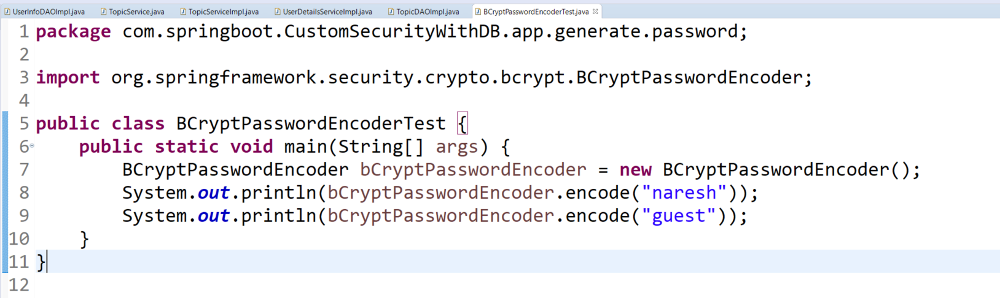 UserInfoDAOImpl.java TopicService.java TopicServiceImpl.java UserDetailsServiceImpl.java TopicDAOImpl.java BCryptPasswordEncoderTest.java
1 package com.springboot.CustomSecurityWithDB.app.generate.password;
2
3 import org.springframework.security.crypto.bcrypt.BCryptPasswordEncoder;
4
5 public class BCryptPasswordEncoderTest {
6     public static void main(String[] args) {
7         BCryptPasswordEncoder bCryptPasswordEncoder = new BCryptPasswordEncoder();
8         System.out.println(bCryptPasswordEncoder.encode("naresh"));
9         System.out.println(bCryptPasswordEncoder.encode("guest"));
10     }
11 }
12